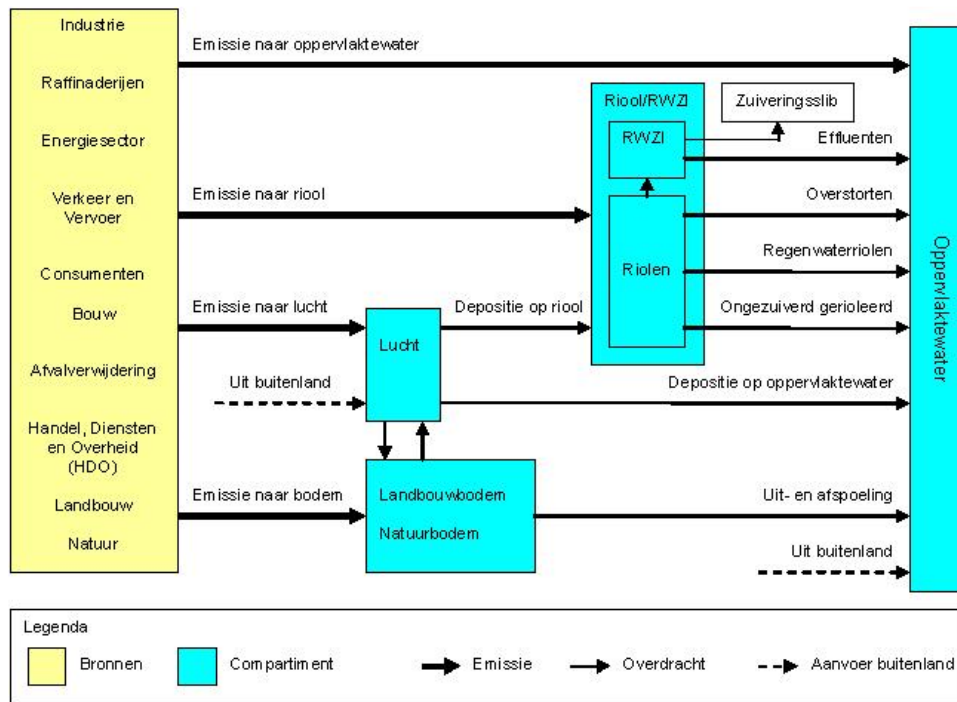 Industrie
Raffinaderijen
Energiesector
Verkeer en
Vervoer
Consumenten
Bouw
Afvalverwijdering
Handel, Diensten
en Overheid
(HDO)
Landbouw
Natuur
Emissie naar oppervlaktewater
Emissie naar riool
Emissie naar lucht
Uit buitenland
Emissie naar bodem
Lucht
Landbouwbodem
Natuurbodem
Depositie op riool
Riool/RWZI
RWZI
Riolen
Zuiveringsslib
Effluenten
Overstorten
Regenwaterriolen
Ongezuiverd gerioleerd
Depositie op oppervlaktewater
Uit- en afspoeling
Uit buitenland
Oppervlaktewater
Legenda
Bronnen
Compartiment
Emissie
Overdracht
Aanvoer buitenland